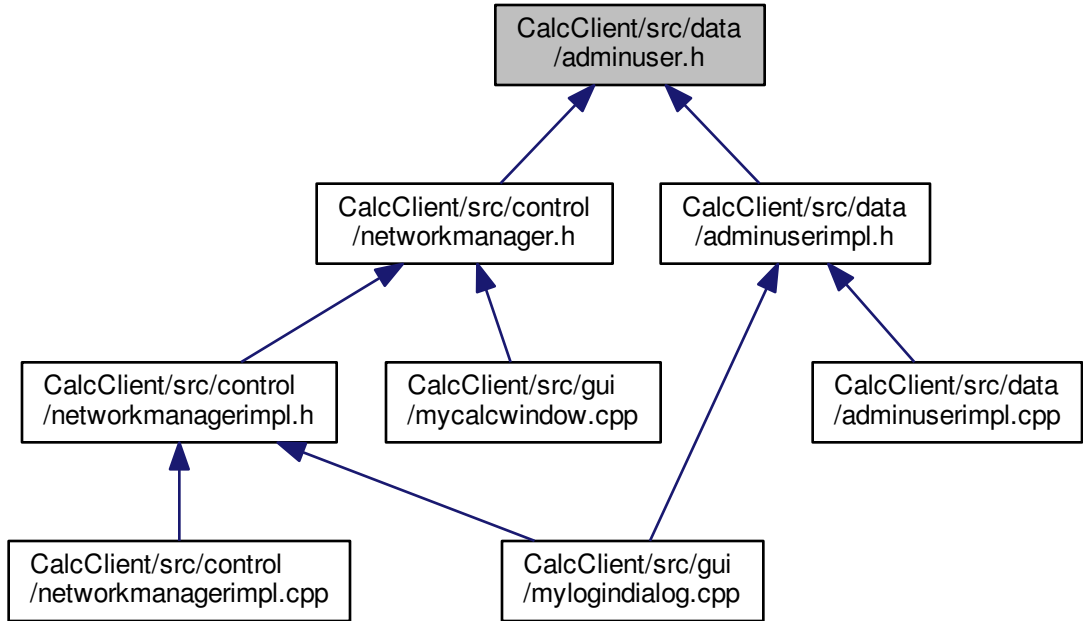 CalcClient/src/data
/adminuser.h
CalcClient/src/control
/networkmanager.h
CalcClient/src/data
/adminuserimpl.h
CalcClient/src/control
/networkmanagerimpl.h
CalcClient/src/gui
/mycalcwindow.cpp
CalcClient/src/data
/adminuserimpl.cpp
CalcClient/src/control
/networkmanagerimpl.cpp
CalcClient/src/gui
/mylogindialog.cpp